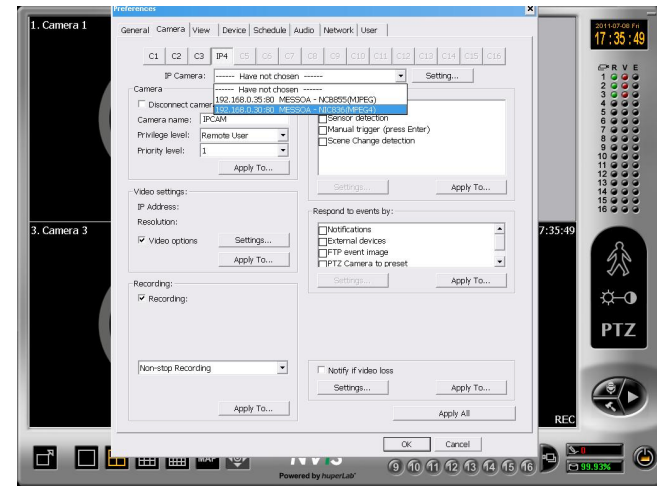 Preferences
1. Camera 1
2011-07-08 Fri
17:35:49
General Camera View Device Schedule Audio Network User
C1 C2 C3 IP4 C5 C6 C7 C8 C9 C10 C11 C12 C13 C14 C15 C16
R V E
IP Camera: ------ Have not chosen ------ Setting...
------ Have not chosen ------
192.168.0.35:80 MESSOA - NCB855(MJPEG)
192.168.0.30:80 MESSOA - NIC836(MPEG4)
Camera
Disconnect camer
Camera name: IPCAM
Privilege level: Remote User
Priority level: 1
Apply To...
Sensor detection
Manual trigger (press Enter)
Scene Change detection
Settings... Apply To...
1
2
3
4
5
6
7
8
9
10
11
12
13
14
15
16
Video settings:
IP Address:
Resolution:
Video options Settings...
Apply To...
Respond to events by:
Notifications
External devices
FTP event image
PTZ Camera to preset
Settings... Apply To...
3. Camera 3
7:35:49
Recording:
Recording:
Non-stop Recording
Apply To...
Notify if video loss
Settings... Apply To...
Apply All
PTZ
REC
OK Cancel
MAP
Powered by huperLab
9 10 11 12 13 14 15 16
0
99.93%